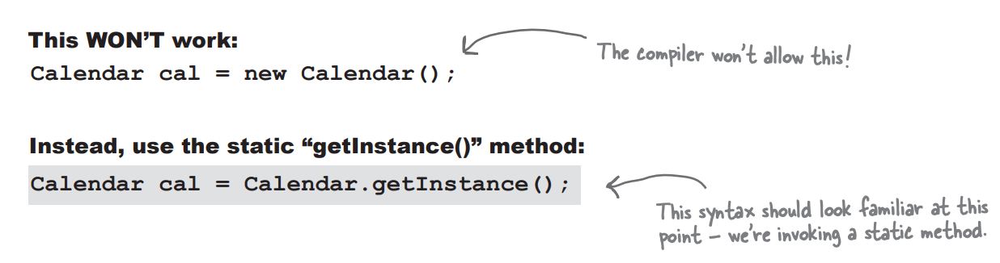 This WON’T work:
The compiler won't allow this!
Calendar cal = new Calendar();
Instead, use the static “getInstance()” method:
Calendar cal = Calendar.getInstance();
This syntax should look familiar at this
point – we're invoking a static method.